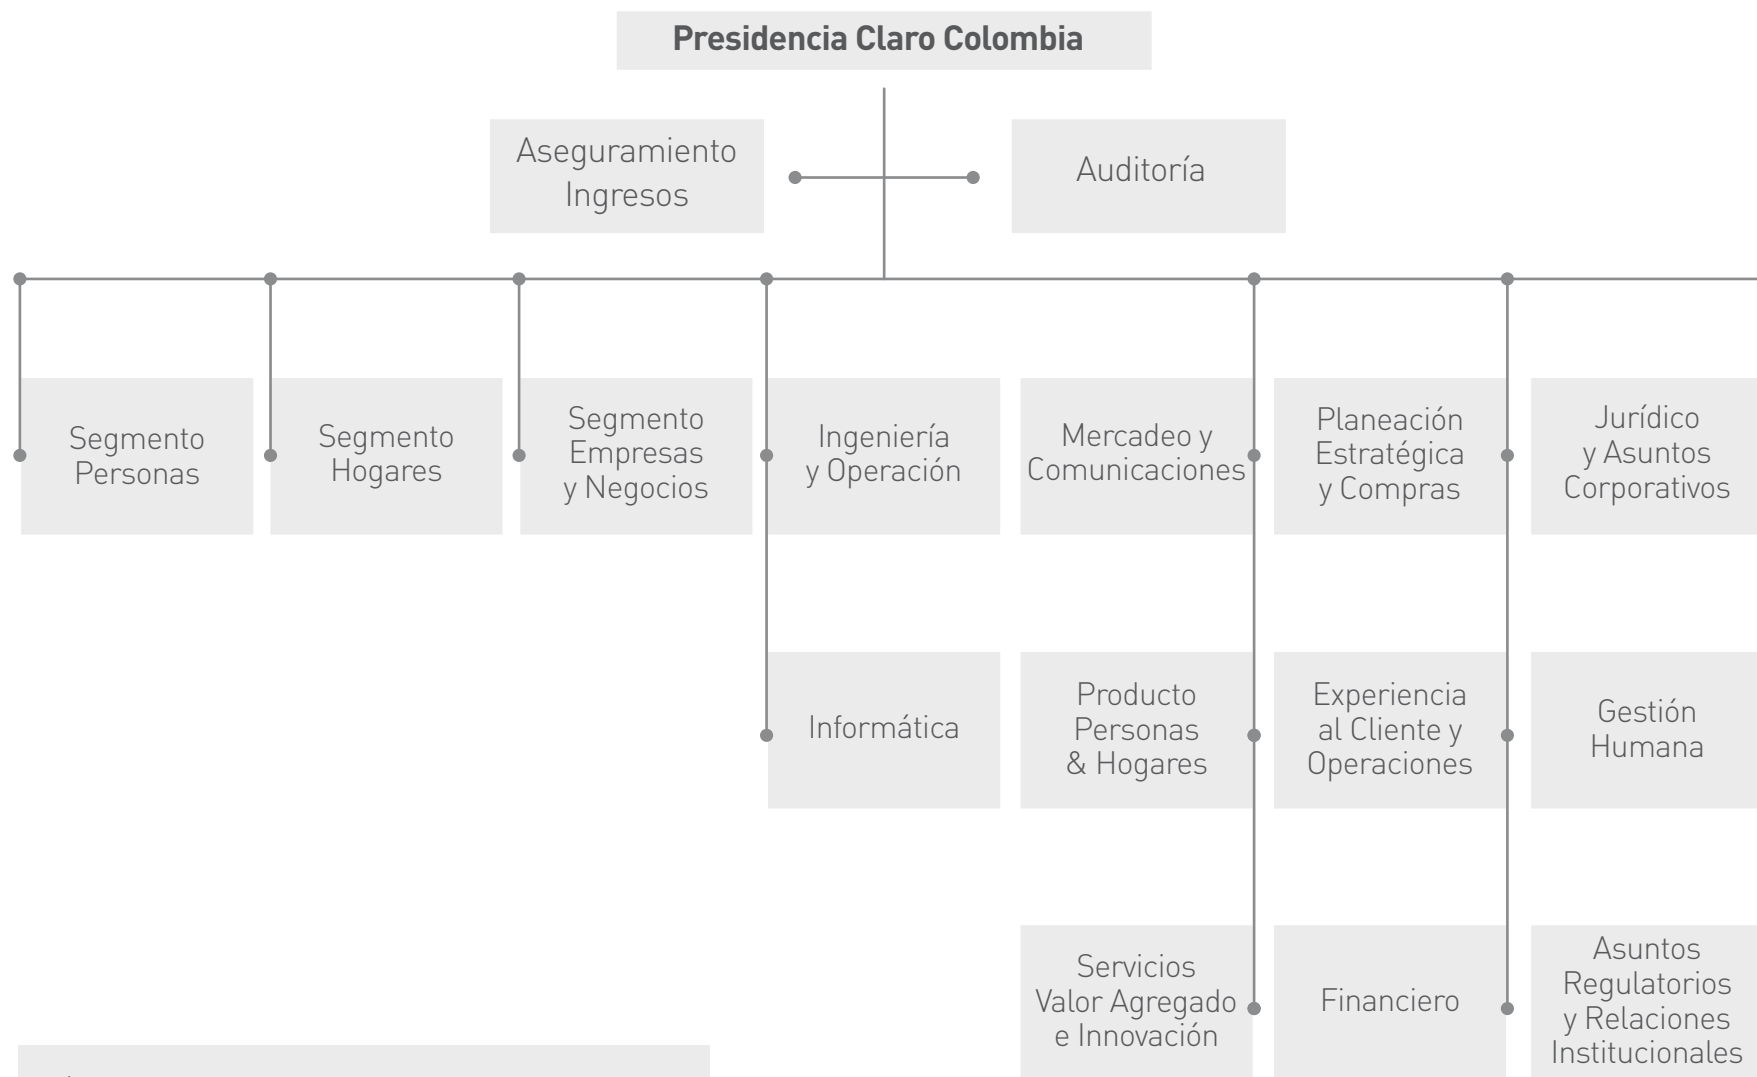 Presidencia Claro Colombia
Aseguramiento
Ingresos
Auditoría
Segmento
Personas
Segmento
Hogares
Segmento
Empresas
y Negocios
Ingeniería
y Operación
Mercadeo y
Comunicaciones
Planeación
Estratégica
y Compras
Jurídico
y Asuntos
Corporativos
Informática
Producto
Personas
& Hogares
Experiencia
al Cliente y
Operaciones
Gestión
Humana
Servicios
Valor Agregado
e Innovación
Financiero
Asuntos
Regulatorios
y Relaciones
Institucionales